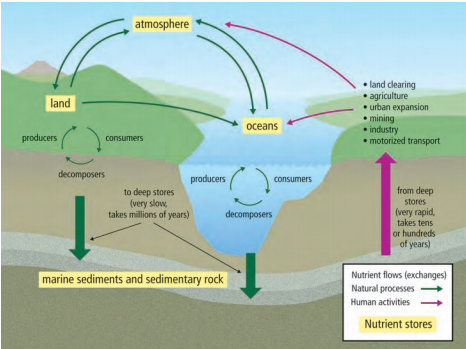 atmosphere
land
oceans
• land clearing
• agriculture
• urban expansion
• mining
• industry
• motorized transport
producers
consumers
decomposers
producers
consumers
decomposers
to deep stores
(very slow,
takes millions of years)
from deep
stores
(very rapid,
takes tens
or hundreds
of years)
marine sediments and sedimentary rock
Nutrient flows (exchanges)
Natural processes
Human activities
Nutrient stores